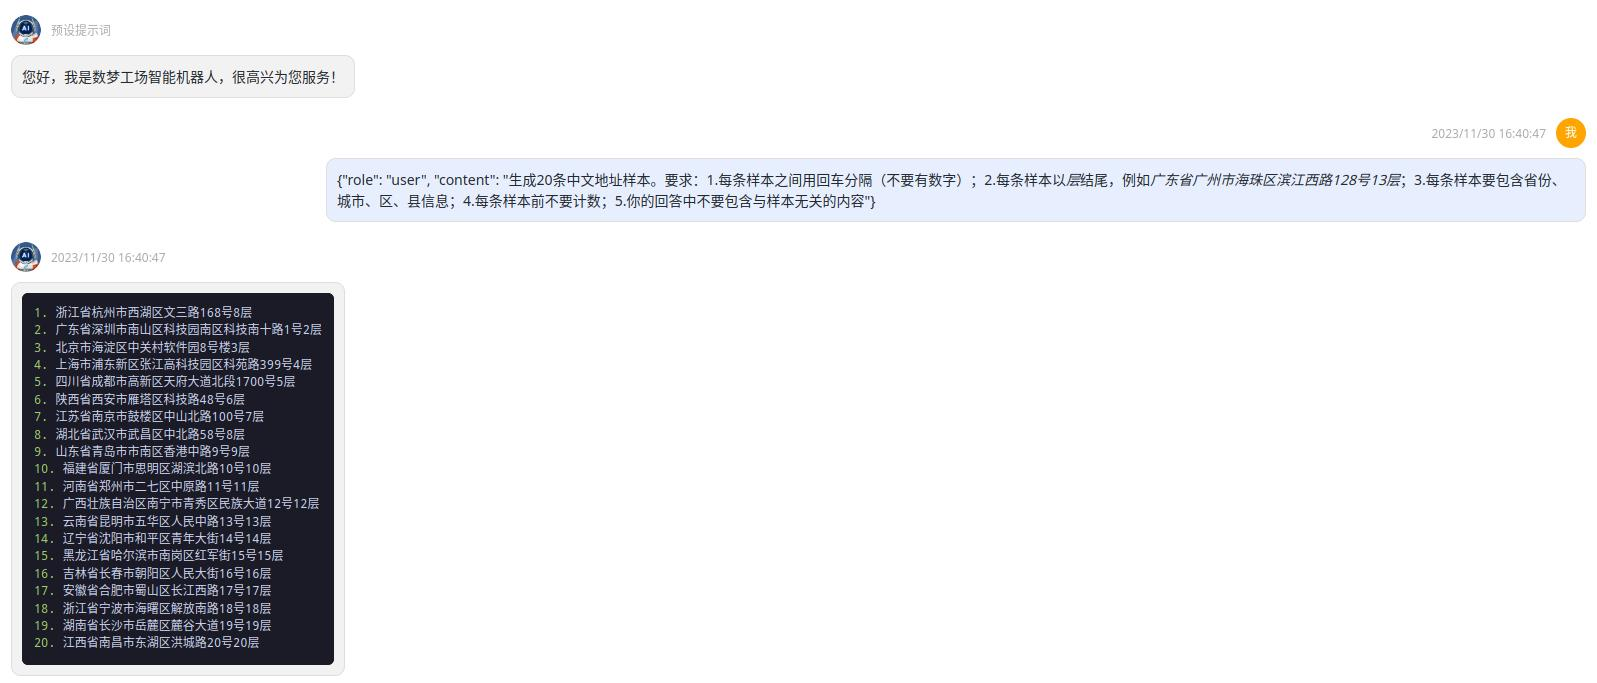 预设提示词
您好，我是数梦工场智能机器人，很高兴为您服务！
2023/11/30 16:40:47 我
{"role": "user", "content": "生成20条中文地址样本。要求：1.每条样本之间用回车分隔（不要有数字）；2.每条样本以层结尾，例如广东省广州市海珠区滨江西路128号13层；3.每条样本要包含省份、
城市、区、县信息；4.每条样本前不要计数；5.你的回答中不要包含与样本无关的内容"}
2023/11/30 16:40:47
1. 浙江省杭州市西湖区文三路168号8层
2. 广东省深圳市南山区科技园南区科技南十路1号2层
3. 北京市海淀区中关村软件园8号楼3层
4. 上海市浦东新区张江高科技园区科苑路399号4层
5. 四川省成都市高新区天府大道北段1700号5层
6. 陕西省西安市雁塔区科技路48号6层
7. 江苏省南京市鼓楼区中山北路100号7层
8. 湖北省武汉市武昌区中北路58号8层
9. 山东省青岛市市南区香港中路9号9层
10. 福建省厦门市思明区湖滨北路10号10层
11. 河南省郑州市二七区中原路11号11层
12. 广西壮族自治区南宁市青秀区民族大道12号12层
13. 云南省昆明市五华区人民中路13号13层
14. 辽宁省沈阳市和平区青年大街14号14层
15. 黑龙江省哈尔滨市南岗区红军街15号15层
16. 吉林省长春市朝阳区人民大街16号16层
17. 安徽省合肥市蜀山区长江西路17号17层
18. 浙江省宁波市海曙区解放南路18号18层
19. 湖南省长沙市岳麓区麓谷大道19号19层
20. 江西省南昌市东湖区洪城路20号20层